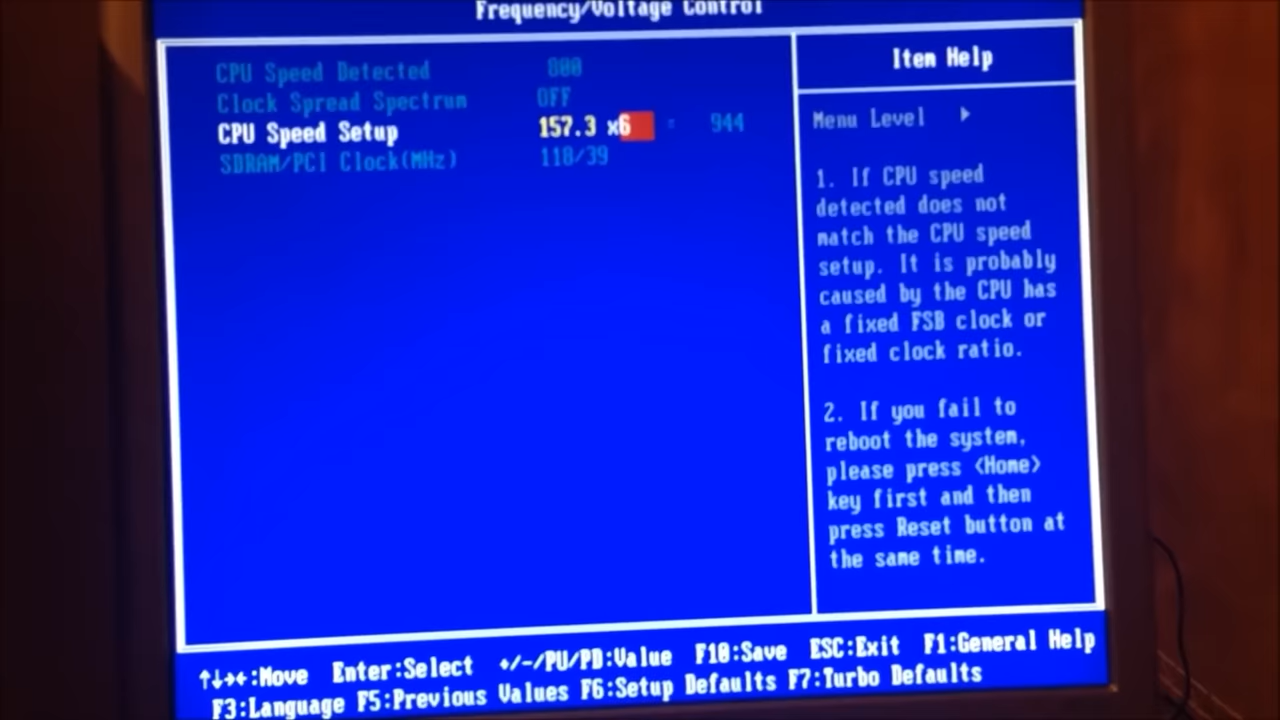 Frequency/Voltage Control
CPU Speed Detected 800
Clock Spread Spectrum OFF
CPU Speed Setup 157.3 x6 = 944
SDRAM/PCI Clock(MHz) 118/39
Item Help
Menu Level ▶
1. If CPU speed
detected does not
match the CPU speed
setup. It is probably
caused by the CPU has
a fixed FSB clock or
fixed clock ratio.
2. If you fail to
reboot the system,
please press <Home>
key first and then
press Reset button at
the same time.
↑↓→←:Move Enter:Select +/-/PU/PD:Value F10:Save ESC:Exit F1:General Help
F3:Language F5:Previous Values F6:Setup Defaults F7:Turbo Defaults